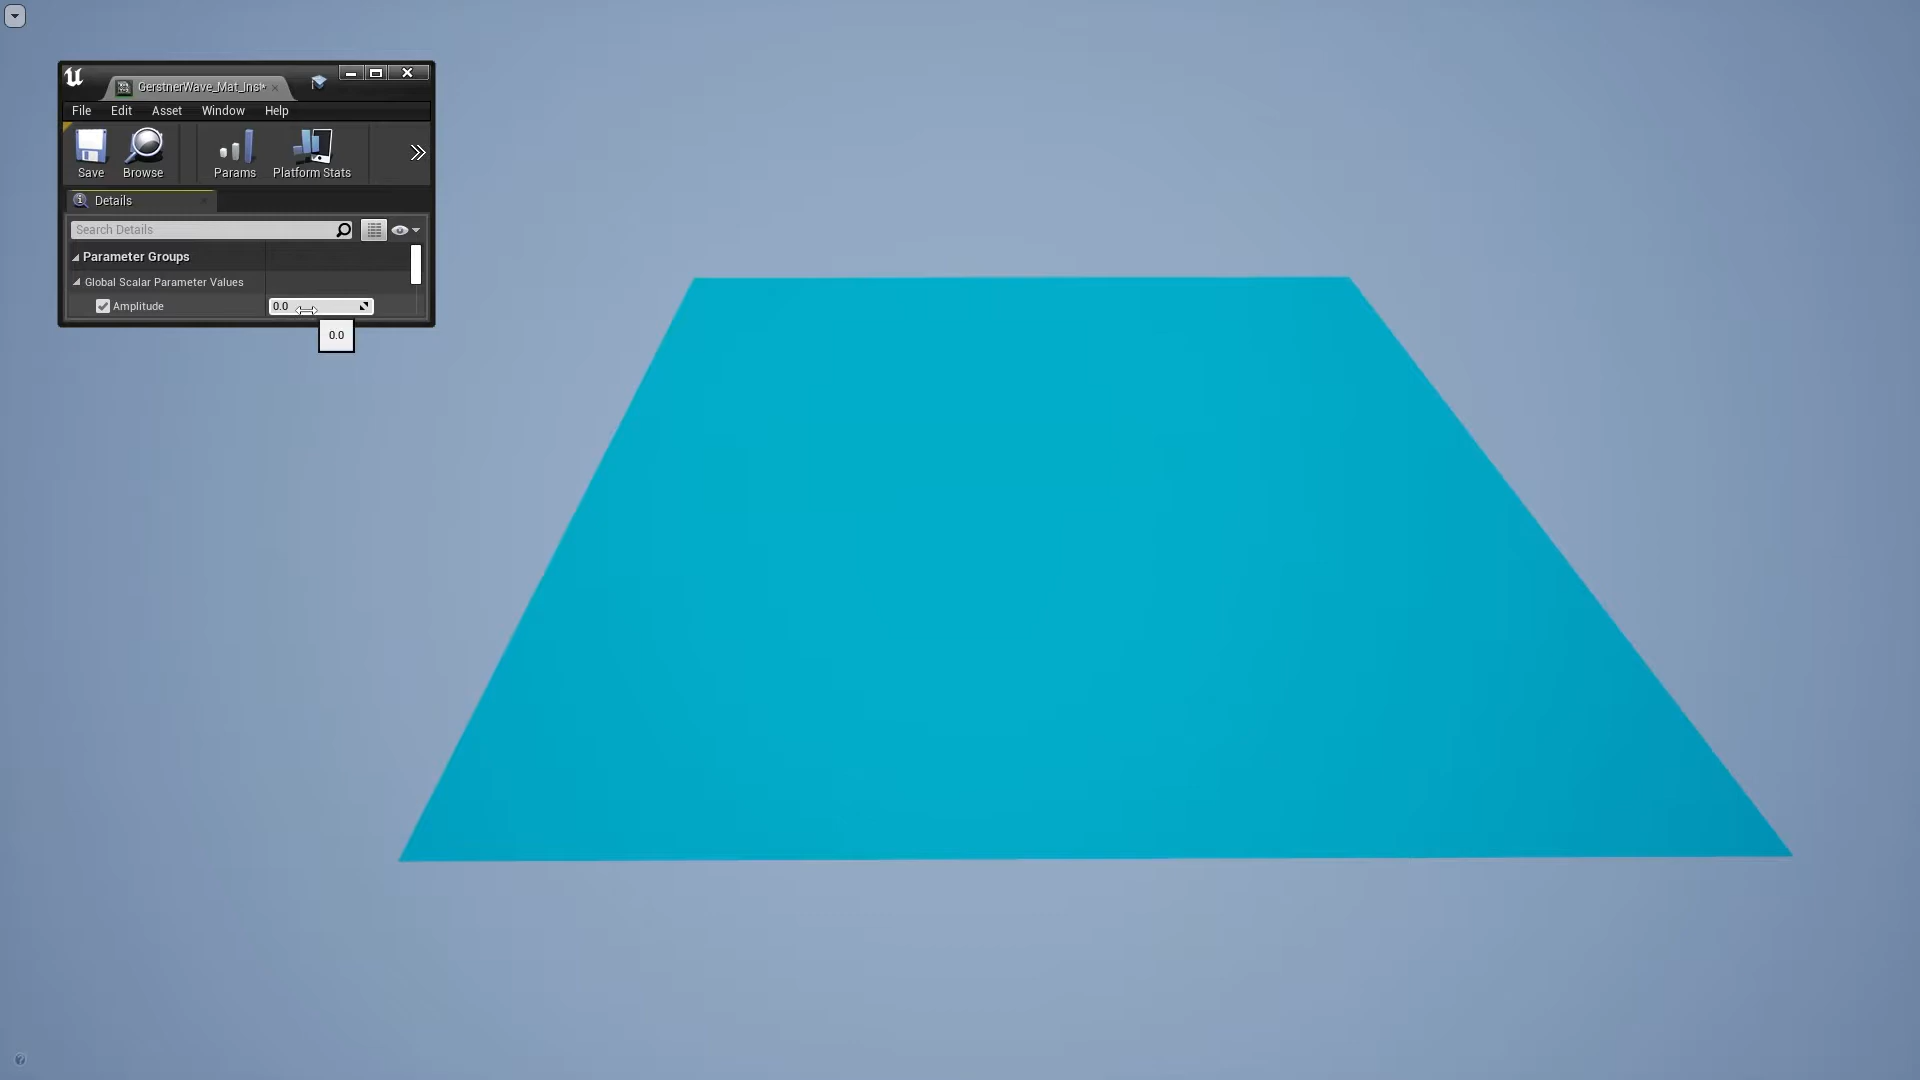 GerstnerWave_Mat_Inst*
File Edit Asset Window Help
Save Browse Params Platform Stats
Details
Search Details
Parameter Groups
Global Scalar Parameter Values
Amplitude 0.0
0.0